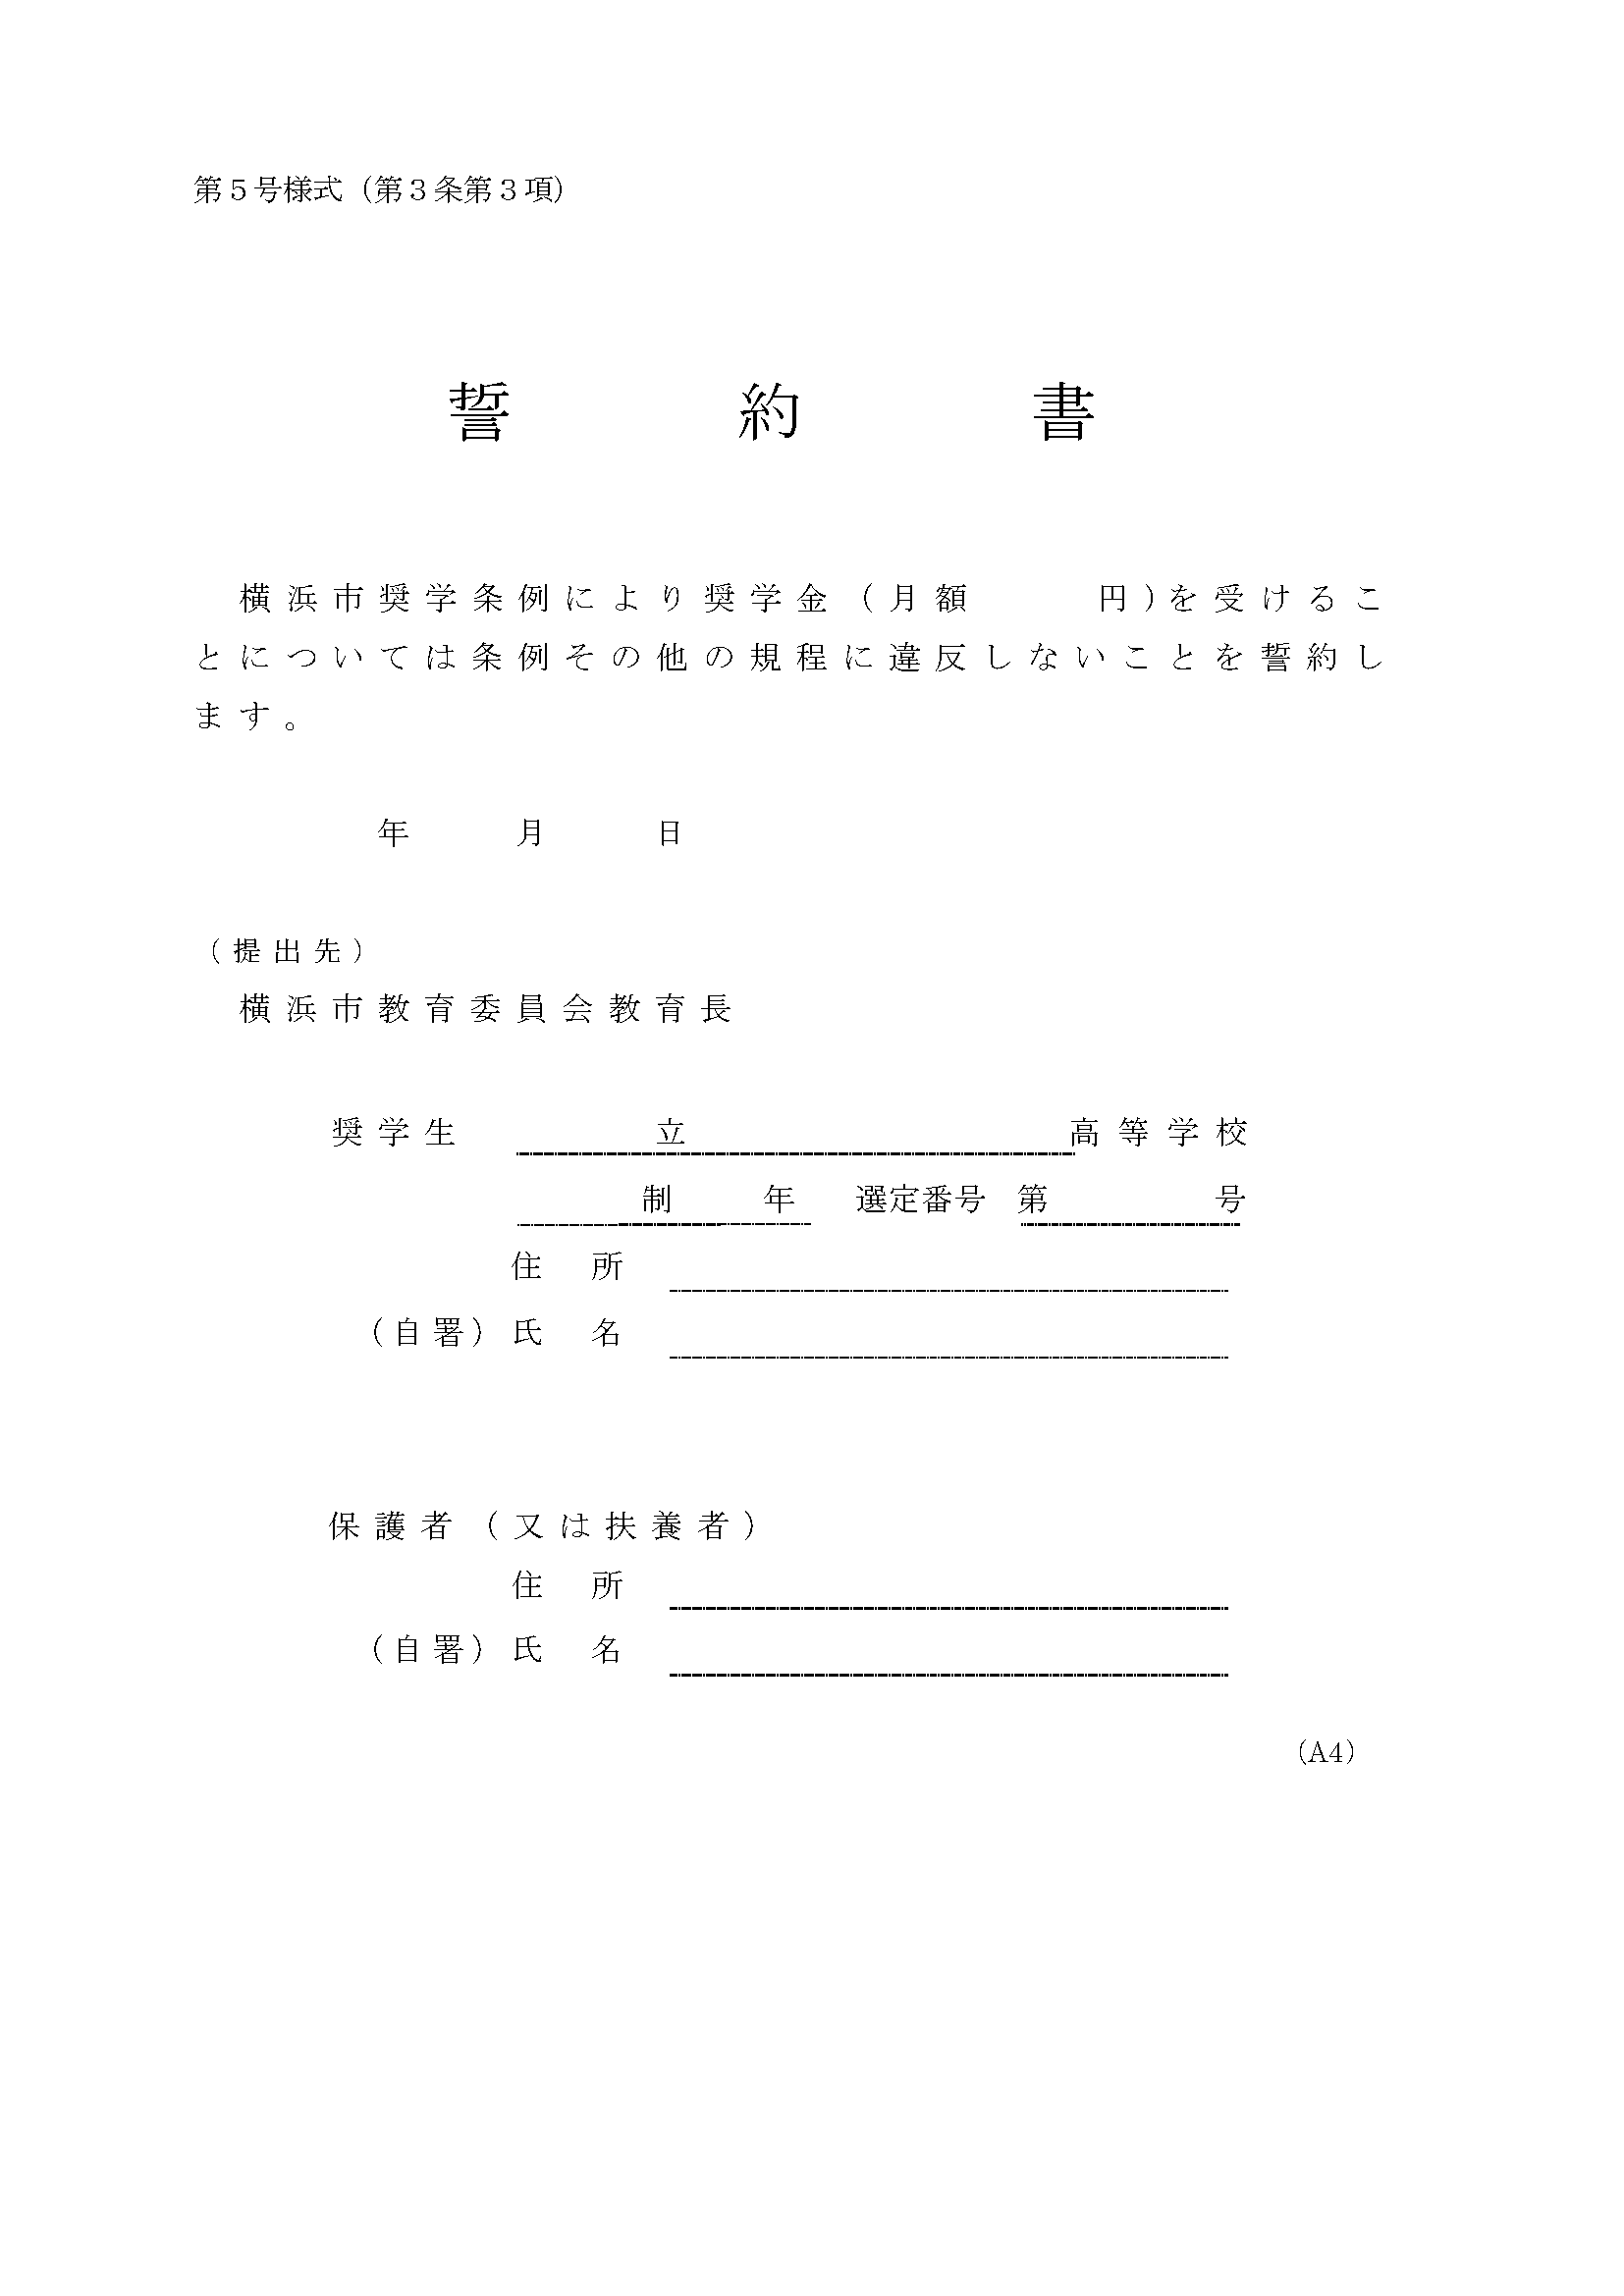 第５号様式（第３条第３項）
誓　約　書
横浜市奨学条例により奨学金（月額　　　円）を受けるこ
とについては条例その他の規程に違反しないことを誓約し
ます。
年　　月　　日
（提出先）
横浜市教育委員会教育長
奨学生　　　立　　　　　　　　高等学校
制　　年　選定番号　第　　　　号
住　所
（自署）氏　名
保護者（又は扶養者）
住　所
（自署）氏　名
（A4）